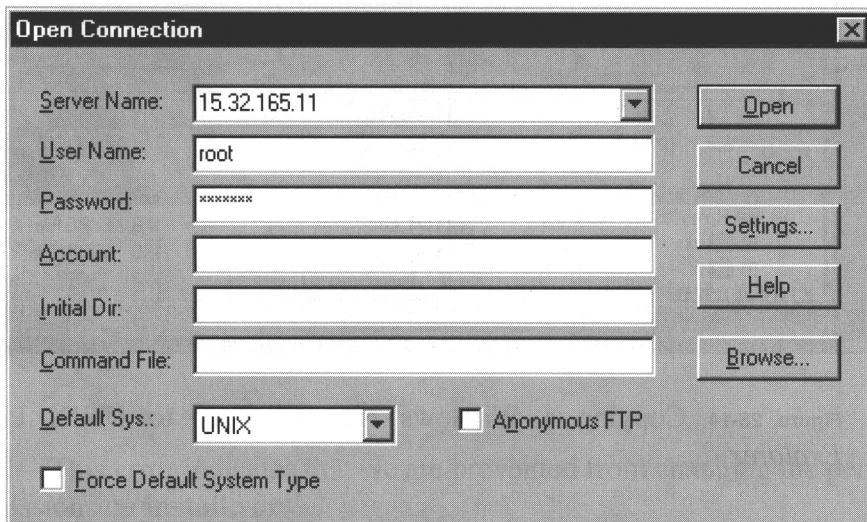 Open Connection
Server Name: 15.32.165.11
Open
User Name: root
Cancel
Password: *******
Settings...
Account:
Help
Initial Dir:
Command File:
Browse...
Default Sys.: UNIX
Anonymous FTP
Force Default System Type